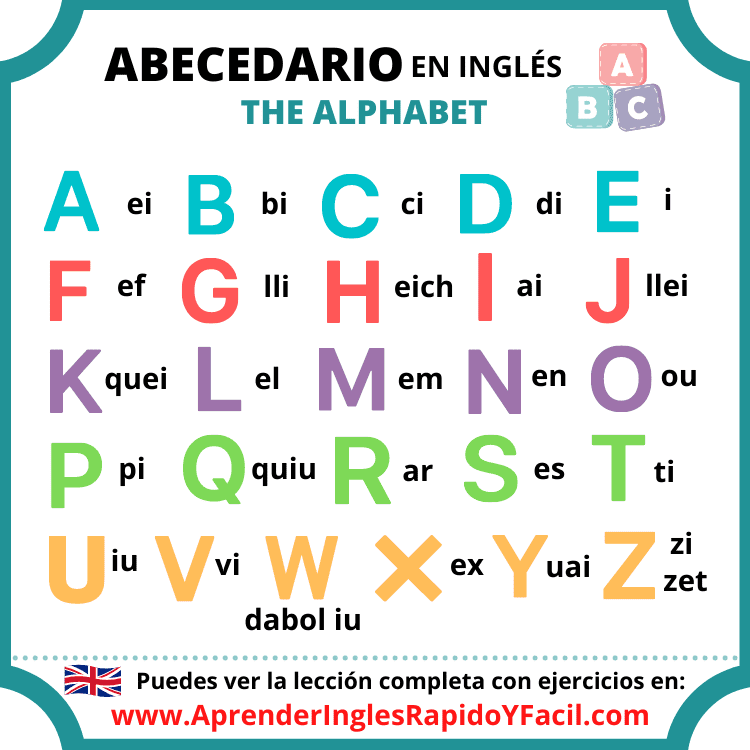 ABECEDARIO EN INGLÉS
THE ALPHABET
A
B C
A ei B bi C ci D di E i
F ef G lli H eich I ai J llei
K quei L el M em N en O ou
P pi Q quiu R ar S es T ti
U iu V vi W dabol iu X ex Y uai Z zi zet
Puedes ver la lección completa con ejercicios en:
www.AprenderInglesRapidoYFacil.com